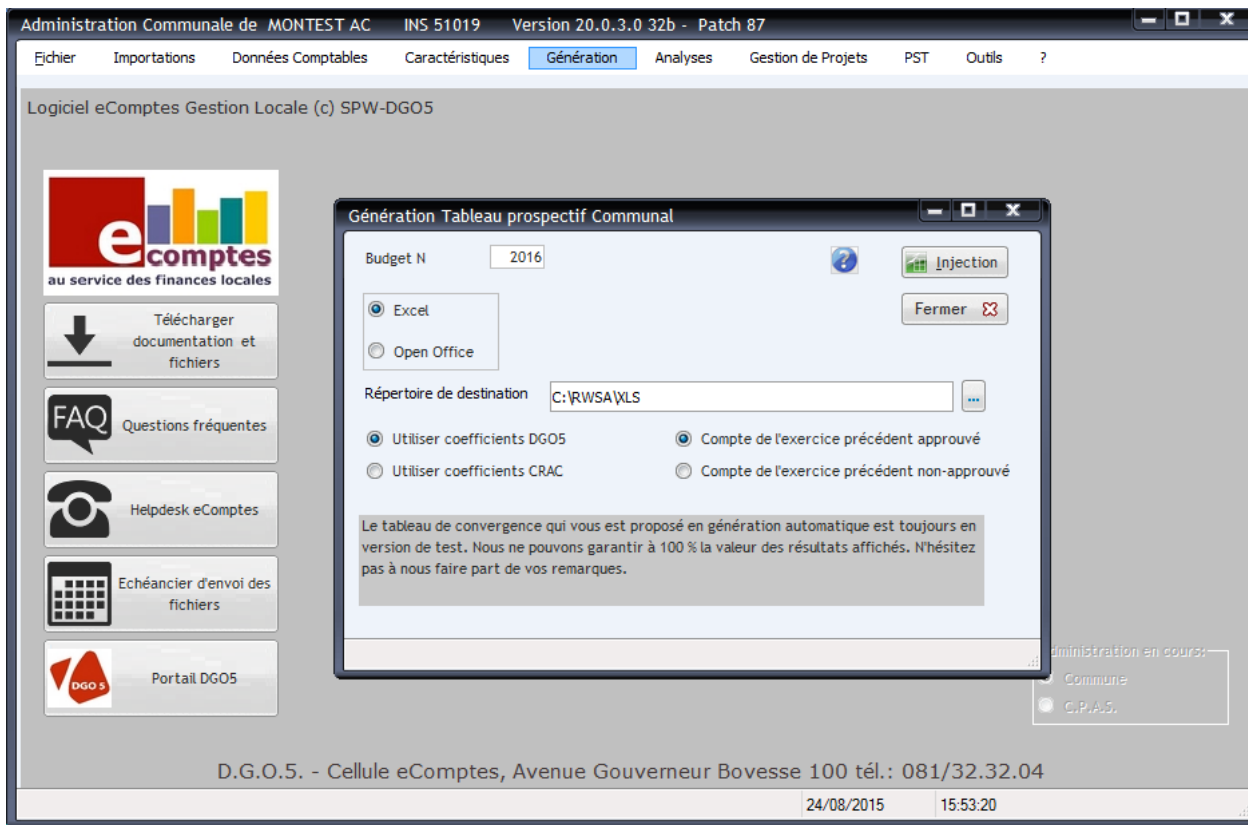 Administration Communale de MONTEST AC INS 51019 Version 20.0.3.0 32b - Patch 87
Fichier Importations Données Comptables Caractéristiques Génération Analyses Gestion de Projets PST Outils ?
Logiciel eComptes Gestion Locale (c) SPW-DGO5
e comptes
au service des finances locales
Télécharger
documentation et
fichiers
FAQ
Questions fréquentes
Helpdesk eComptes
Echéancier d'envoi des
fichiers
DGO 5
Portail DGO5
Génération Tableau prospectif Communal
Budget N 2016
Injection
Excel
Fermer
Open Office
Répertoire de destination C:\RWSA\XLS ...
Utiliser coefficients DGO5 Compte de l'exercice précédent approuvé
Utiliser coefficients CRAC Compte de l'exercice précédent non-approuvé
Le tableau de convergence qui vous est proposé en génération automatique est toujours en
version de test. Nous ne pouvons garantir à 100 % la valeur des résultats affichés. N'hésitez
pas à nous faire part de vos remarques.
dministration en cours:
Commune
C.P.A.S.
D.G.O.5. - Cellule eComptes, Avenue Gouverneur Bovesse 100 tél.: 081/32.32.04
24/08/2015 15:53:20